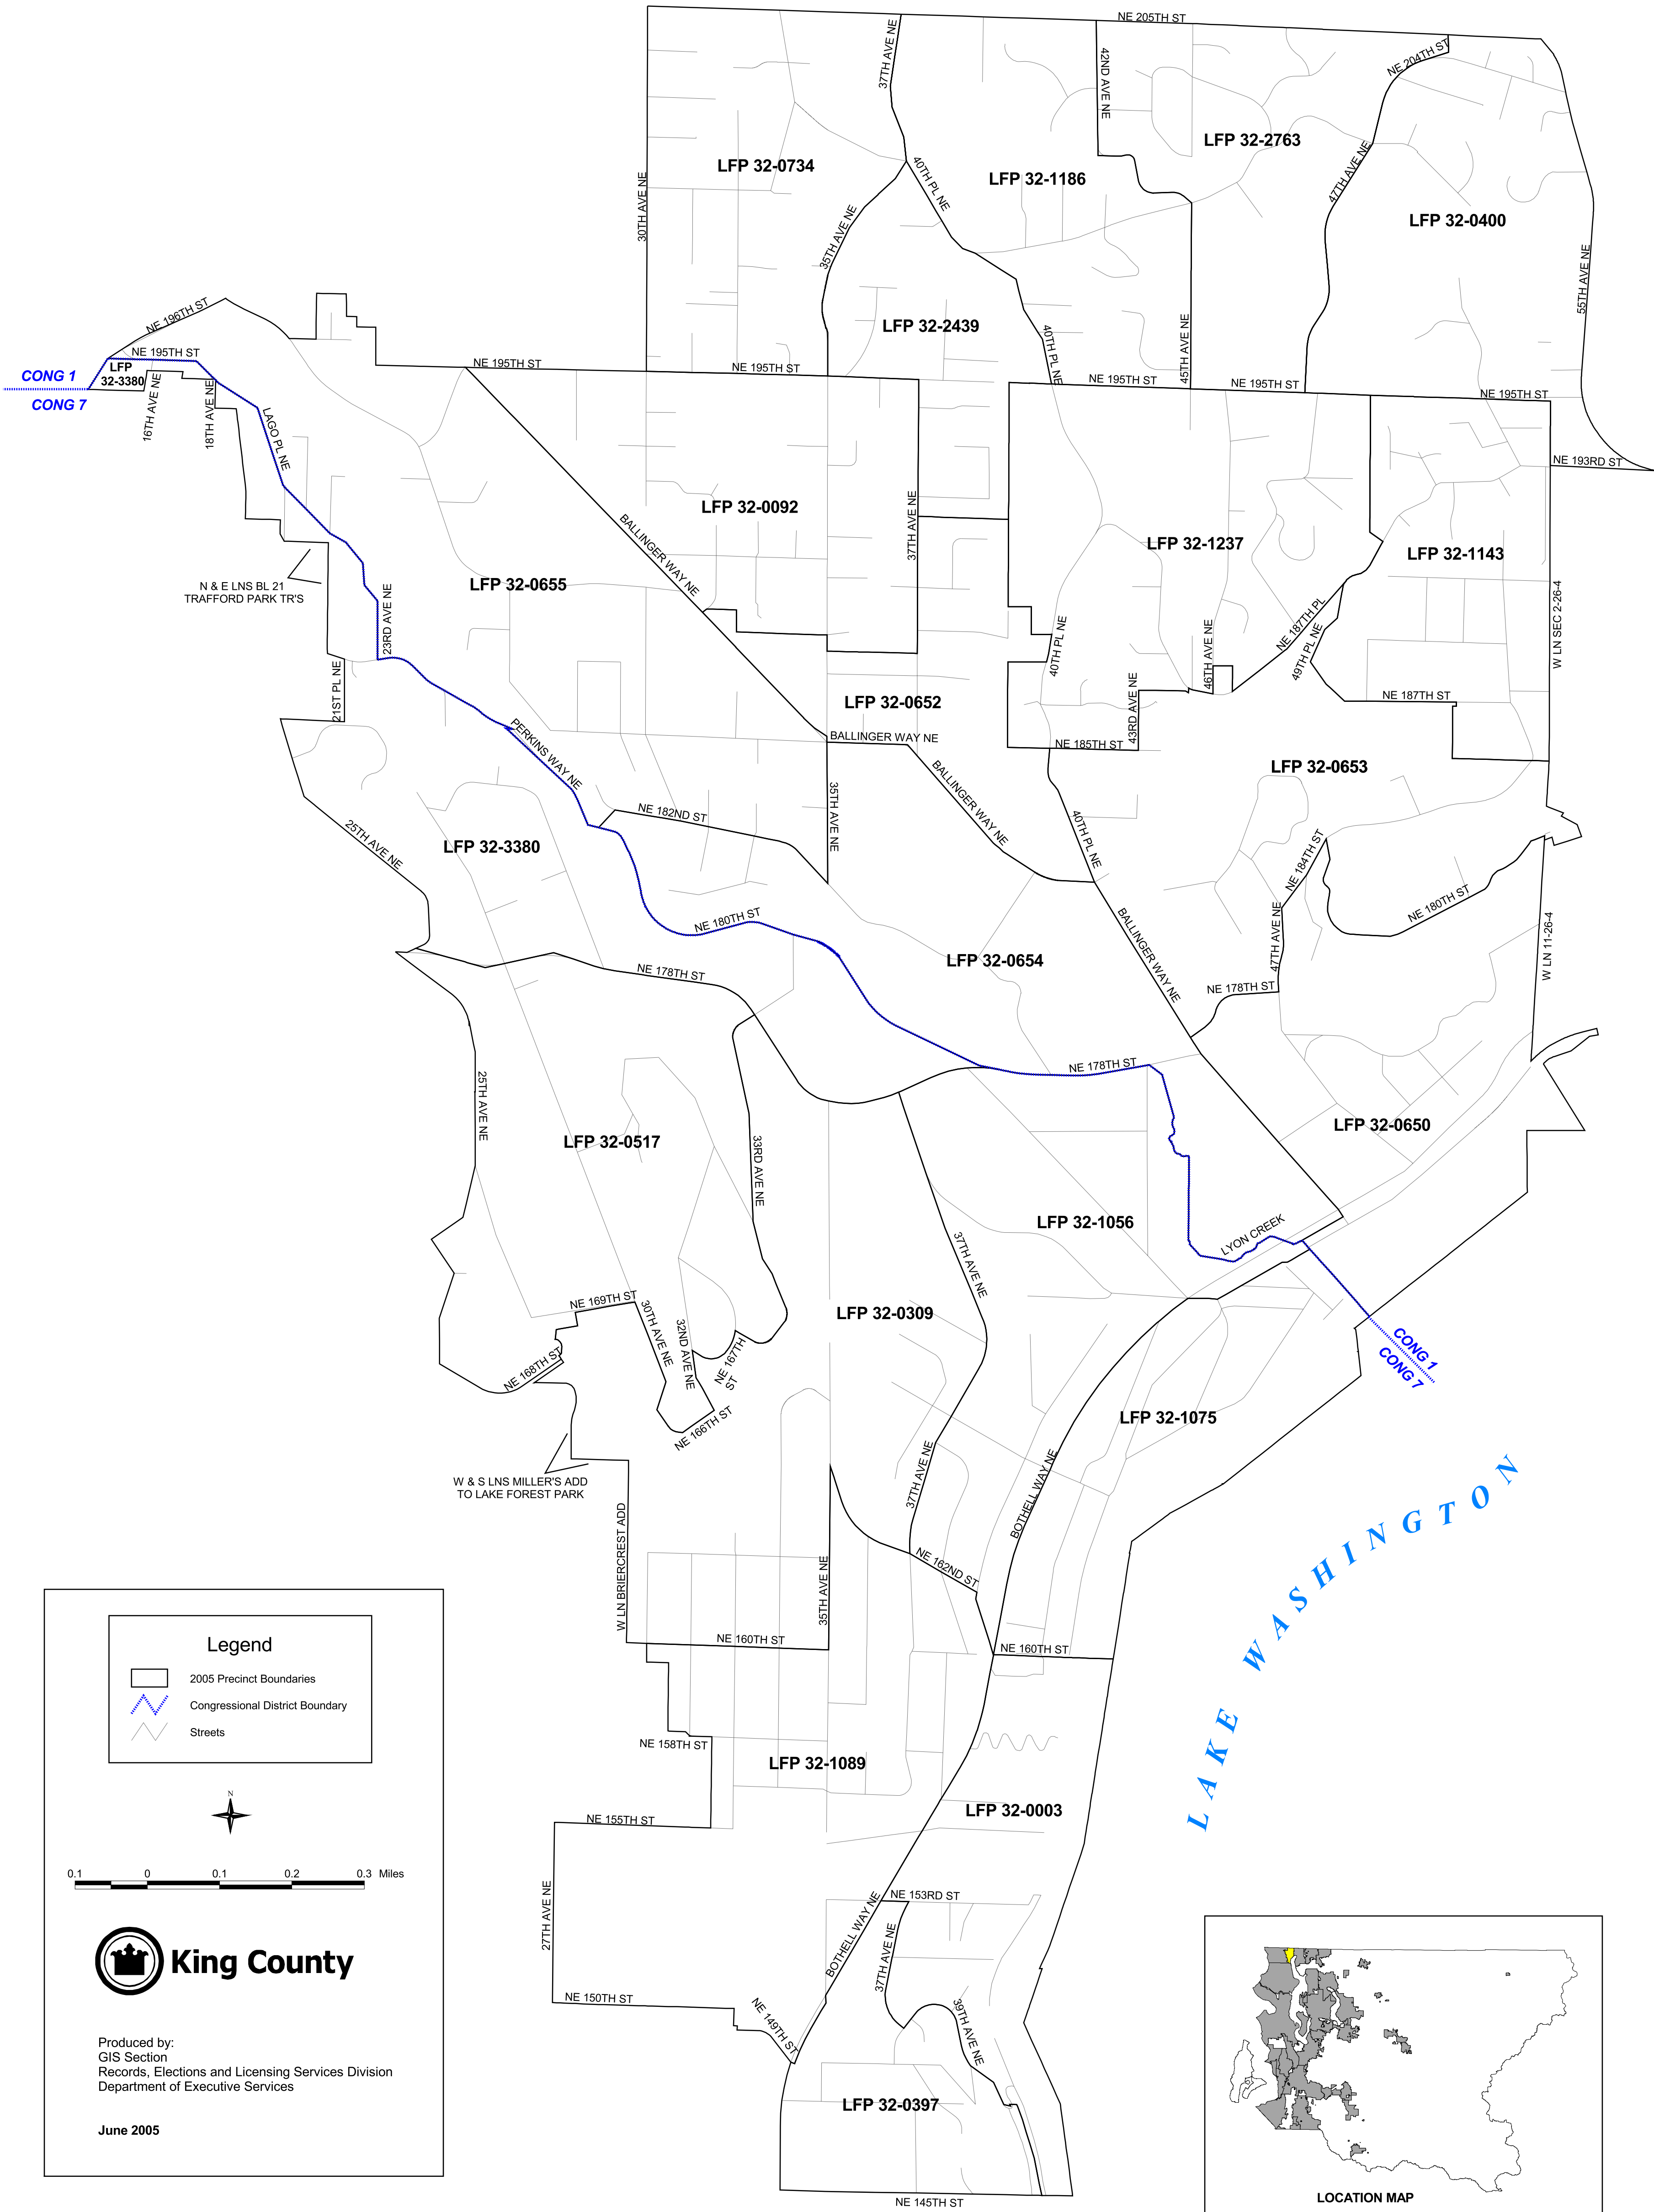 NE 205TH ST
37TH AVE NE
42ND AVE NE
NE 204TH ST
LFP 32-0734
LFP 32-1186
LFP 32-2763
LFP 32-0400
30TH AVE NE
40TH PL NE
35TH AVE NE
47TH AVE NE
55TH AVE NE
LFP 32-2439
40TH PL NE
45TH AVE NE
NE 196TH ST
NE 195TH ST
NE 195TH ST
NE 195TH ST
NE 195TH ST
NE 195TH ST
NE 195TH ST
CONG 1
CONG 7
LFP
32-3380
16TH AVE NE
18TH AVE NE
LAGO PL NE
NE 193RD ST
LFP 32-0092
37TH AVE NE
BALLINGER WAY NE
LFP 32-1237
LFP 32-1143
W LN SEC 2-26-4
N & E LNS BL 21
TRAFFORD PARK TR'S
LFP 32-0655
23RD AVE NE
21ST PL NE
40TH PL NE
46TH AVE NE
NE 187TH PL
49TH PL NE
NE 187TH ST
43RD AVE NE
LFP 32-0652
BALLINGER WAY NE
NE 185TH ST
PERKINS WAY NE
BALLINGER WAY NE
LFP 32-0653
35TH AVE NE
NE 182ND ST
25TH AVE NE
LFP 32-3380
40TH PL NE
NE 184TH ST
NE 180TH ST
NE 180TH ST
47TH AVE NE
W LN 11-26-4
BALLINGER WAY NE
LFP 32-0654
NE 178TH ST
NE 178TH ST
NE 178TH ST
25TH AVE NE
LFP 32-0517
33RD AVE NE
LFP 32-0650
LFP 32-1056
LYON CREEK
37TH AVE NE
LFP 32-0309
NE 169TH ST
30TH AVE NE
32ND AVE NE
NE 167TH
ST
NE 168TH ST
NE 166TH ST
CONG 1
CONG 7
LFP 32-1075
W & S LNS MILLER'S ADD
TO LAKE FOREST PARK
37TH AVE NE
BOTHELL WAY NE
LAKE WASHINGTON
W LN BRIERCREST ADD
35TH AVE NE
NE 162ND ST
NE 160TH ST
NE 160TH ST
NE 158TH ST
LFP 32-1089
LFP 32-0003
NE 155TH ST
27TH AVE NE
NE 153RD ST
BOTHELL WAY NE
37TH AVE NE
NE 150TH ST
NE 149TH ST
39TH AVE NE
LFP 32-0397
NE 145TH ST
Legend
2005 Precinct Boundaries
Congressional District Boundary
Streets
N
0.1 0 0.1 0.2 0.3 Miles
King County
Produced by:
GIS Section
Records, Elections and Licensing Services Division
Department of Executive Services
June 2005
LOCATION MAP